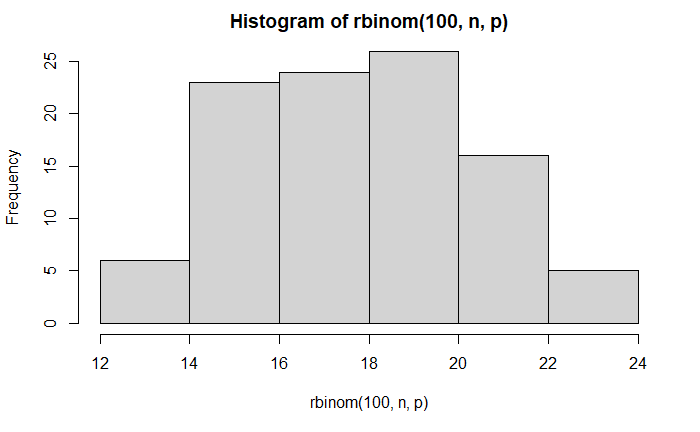 Histogram of rbinom(100, n, p)
Frequency
25
20
15
10
5
0
12 14 16 18 20 22 24
rbinom(100, n, p)